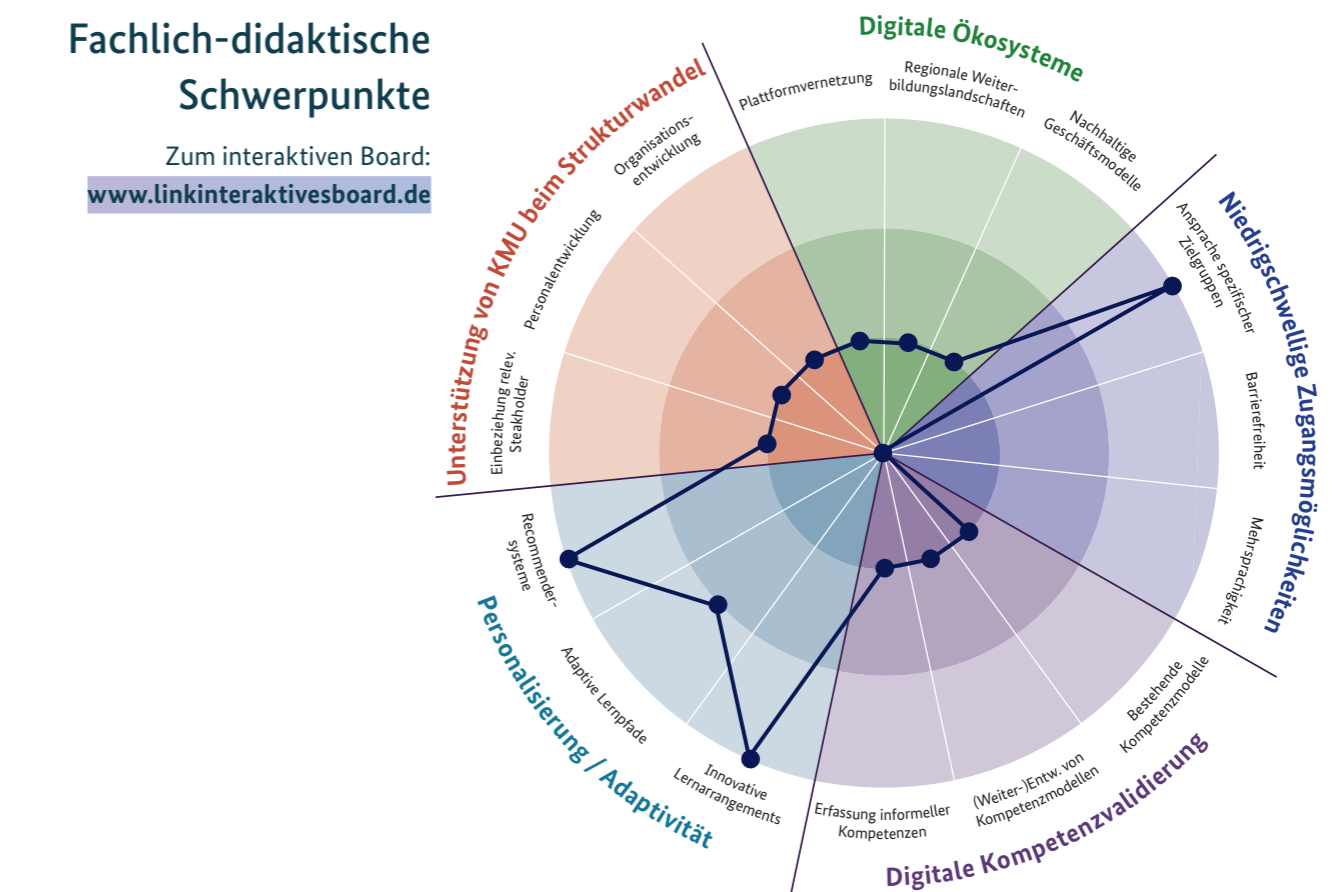 Fachlich-didaktische
Schwerpunkte
Zum interaktiven Board:
www.linkinteraktivesboard.de
Digitale Ökosysteme
Plattformvernetzung
Regionale Weiter-
bildungslandschaften
Nachhaltige
Geschäftsmodelle
Niedrigschwellige Zugangsmöglichkeiten
Ansprache spezifischer
Zielgruppen
Barrierefreiheit
Mehrsprachigkeit
Digitale Kompetenzvalidierung
Bestehende
Kompetenzmodelle
(Weiter-)Entw. von
Kompetenzmodellen
Erfassung informeller
Kompetenzen
Personalisierung / Adaptivität
Innovative
Lernarrangements
Adaptive Lernpfade
Recommender-
systeme
Unterstützung von KMU beim Strukturwandel
Einbeziehung relev.
Steakholder
Personalentwicklung
Organisations-
entwicklung